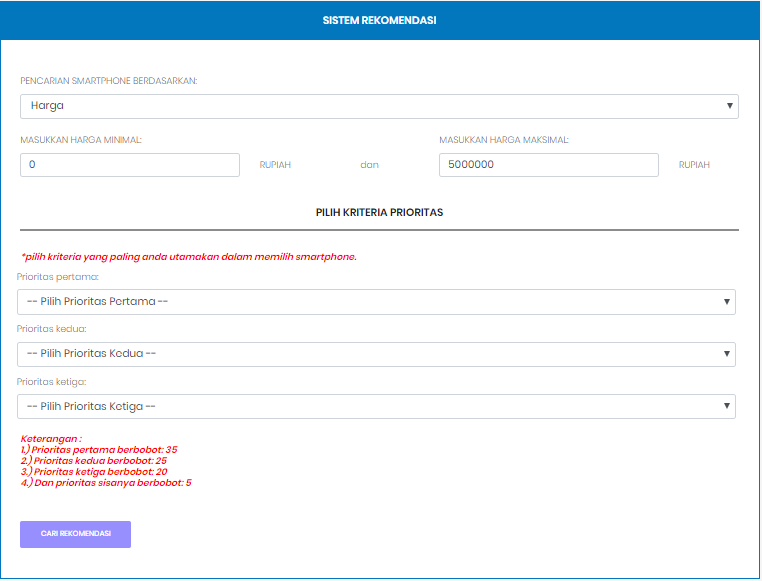 SISTEM REKOMENDASI
PENCARIAN SMARTPHONE BERDASARKAN:
Harga
MASUKKAN HARGA MINIMAL: MASUKKAN HARGA MAKSIMAL:
0 RUPIAH dan 5000000 RUPIAH
PILIH KRITERIA PRIORITAS
*pilih kriteria yang paling anda utamakan dalam memilih smartphone.
Prioritas pertama:
-- Pilih Prioritas Pertama --
Prioritas kedua:
-- Pilih Prioritas Kedua --
Prioritas ketiga:
-- Pilih Prioritas Ketiga --
Keterangan :
1.) Prioritas pertama berbobot: 35
2.) Prioritas kedua berbobot: 25
3.) Prioritas ketiga berbobot: 20
4.) Dan prioritas sisanya berbobot: 5
CARI REKOMENDASI